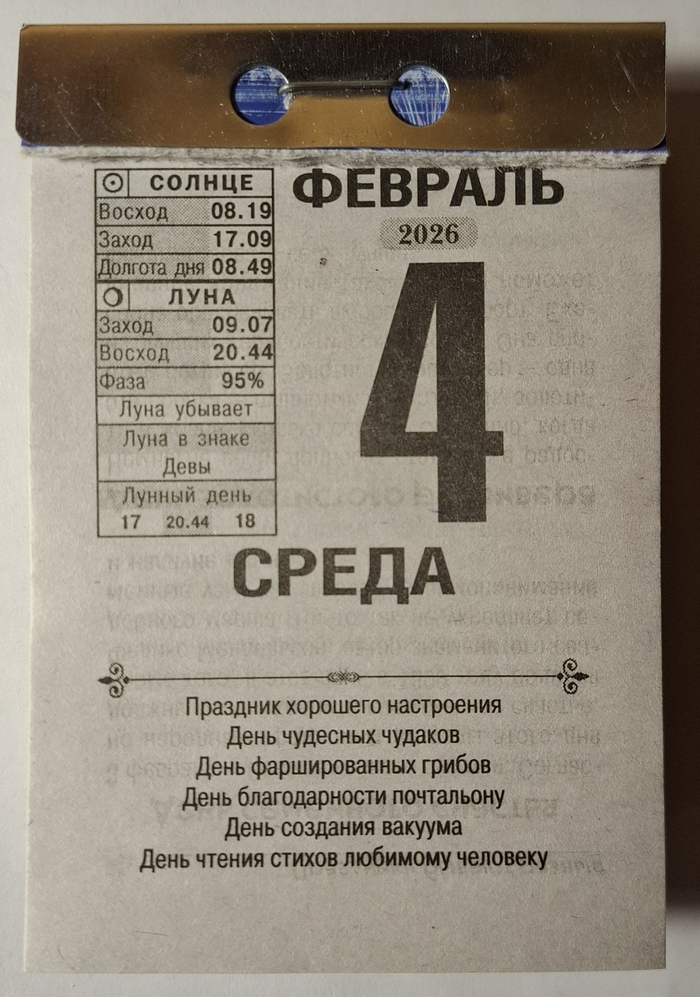 СОЛНЦЕ
Восход 08.19
Заход 17.09
Долгота дня 08.49
ЛУНА
Заход 09.07
Восход 20.44
Фаза 95%
Луна убывает
Луна в знаке
Девы
Лунный день
17 20.44 18
ФЕВРАЛЬ
2026
4
СРЕДА
Праздник хорошего настроения
День чудесных чудаков
День фаршированных грибов
День благодарности почтальону
День создания вакуума
День чтения стихов любимому человеку